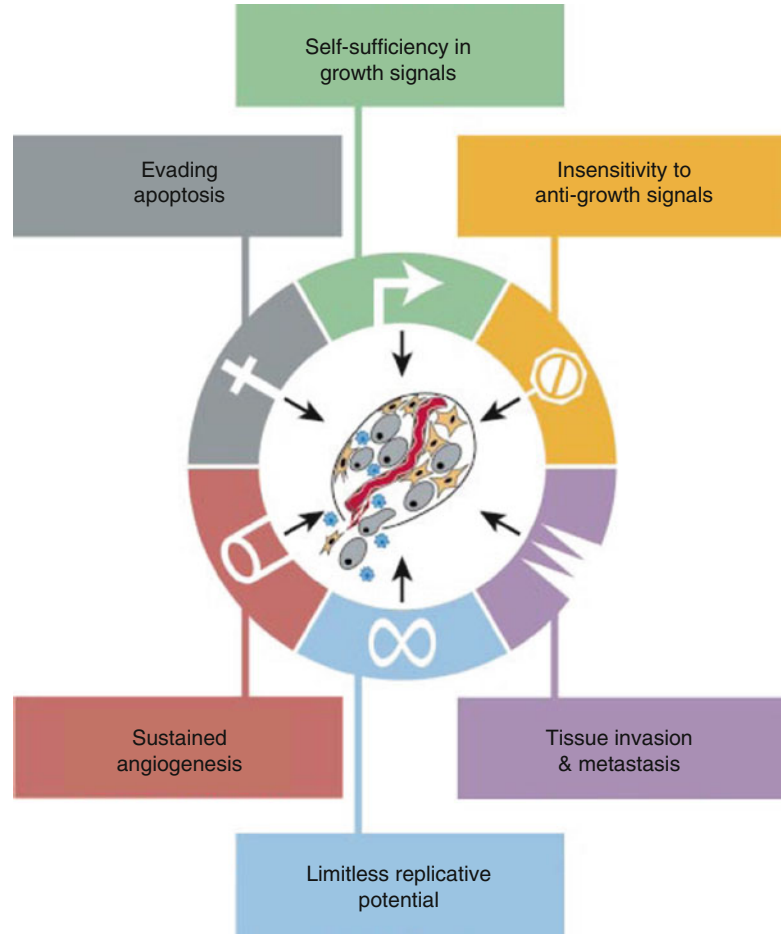 Self-sufficiency in
growth signals
Evading
apoptosis
Insensitivity to
anti-growth signals
Sustained
angiogenesis
Tissue invasion
& metastasis
Limitless replicative
potential